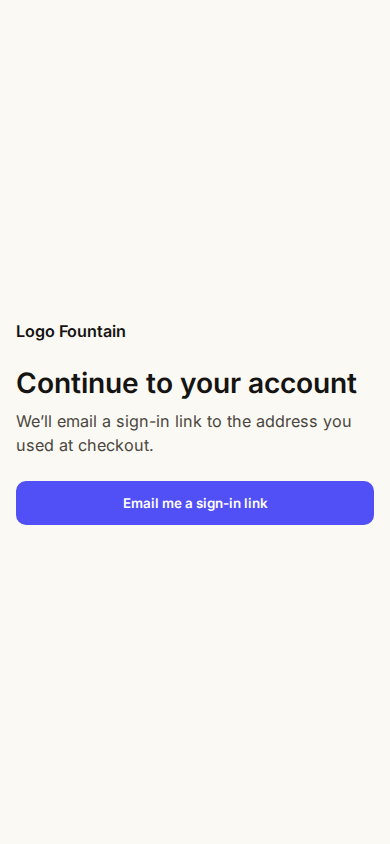 Logo Fountain
Continue to your account
We’ll email a sign-in link to the address you
used at checkout.
Email me a sign-in link